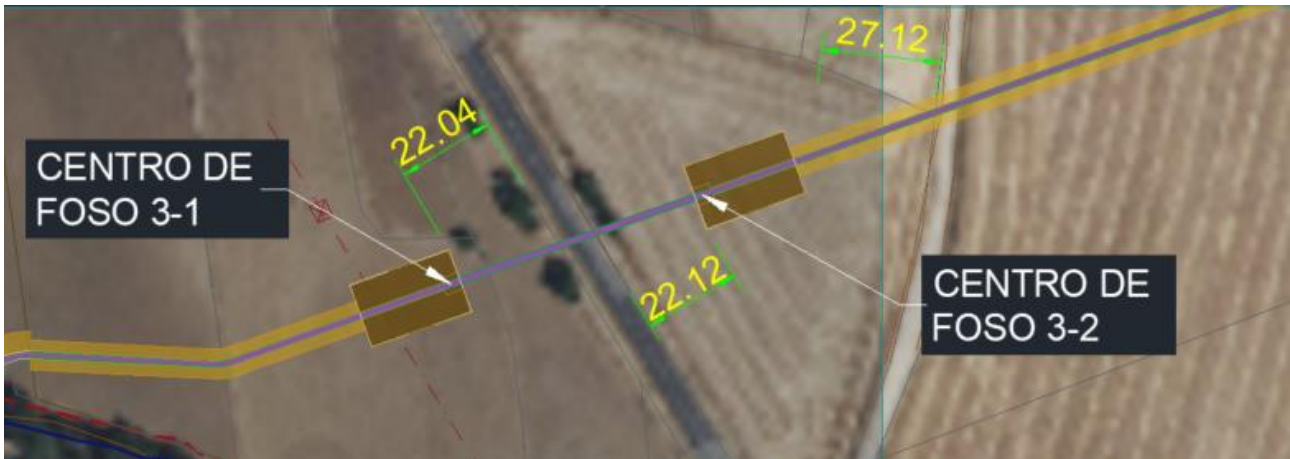 27.12
22.04
CENTRO DE
FOSO 3-1
22.12
CENTRO DE
FOSO 3-2